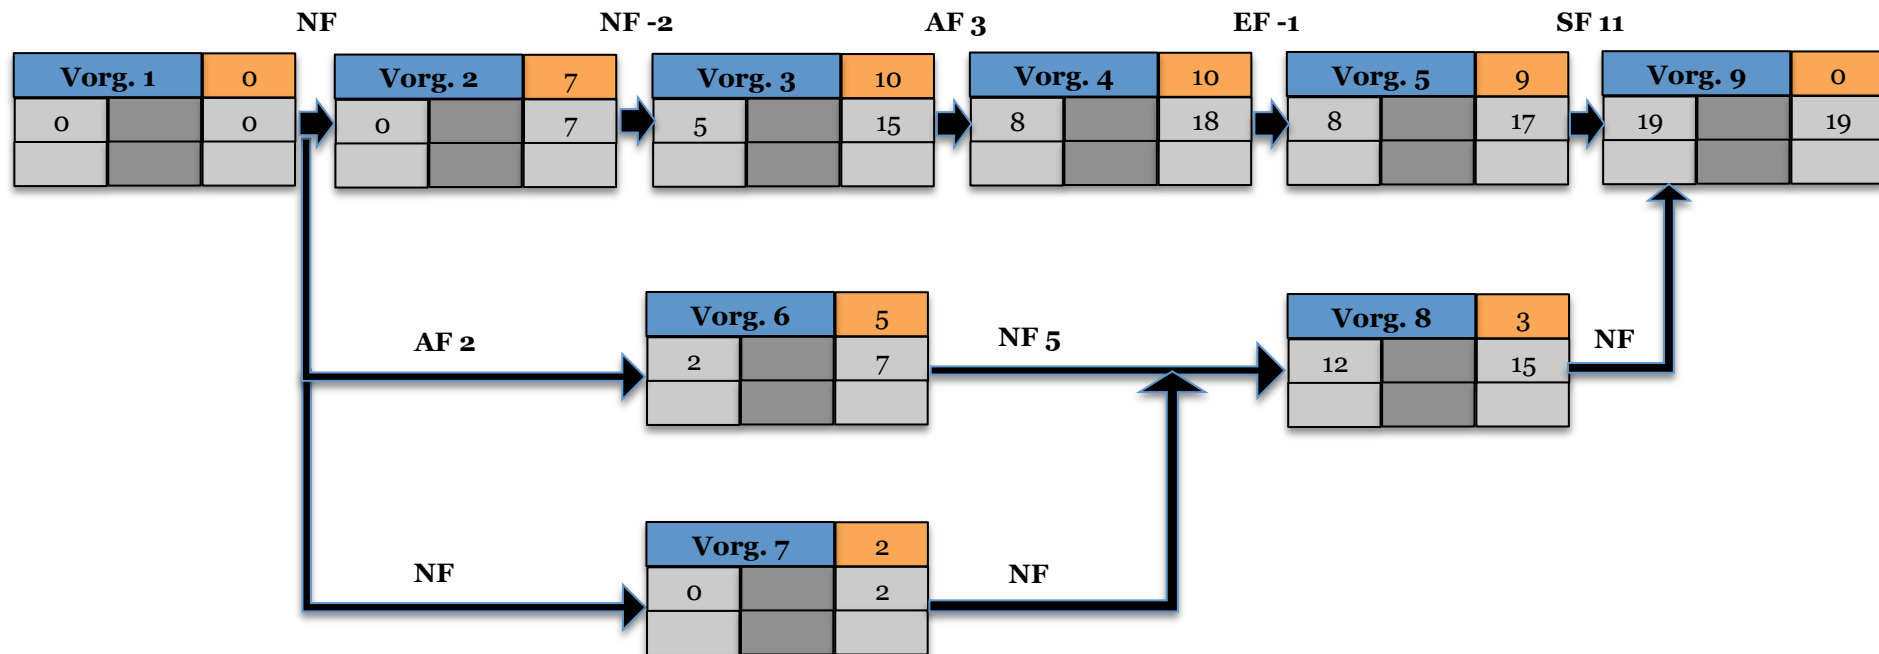 NF NF -2 AF 3 EF -1 SF 11
Vorg. 1 0 Vorg. 2 7 Vorg. 3 10 Vorg. 4 10 Vorg. 5 9 Vorg. 9 0
0 0 0 7 5 15 8 18 8 17 19 19
AF 2 NF 5 NF
Vorg. 6 5 Vorg. 8 3
2 7 12 15
NF NF
Vorg. 7 2
0 2